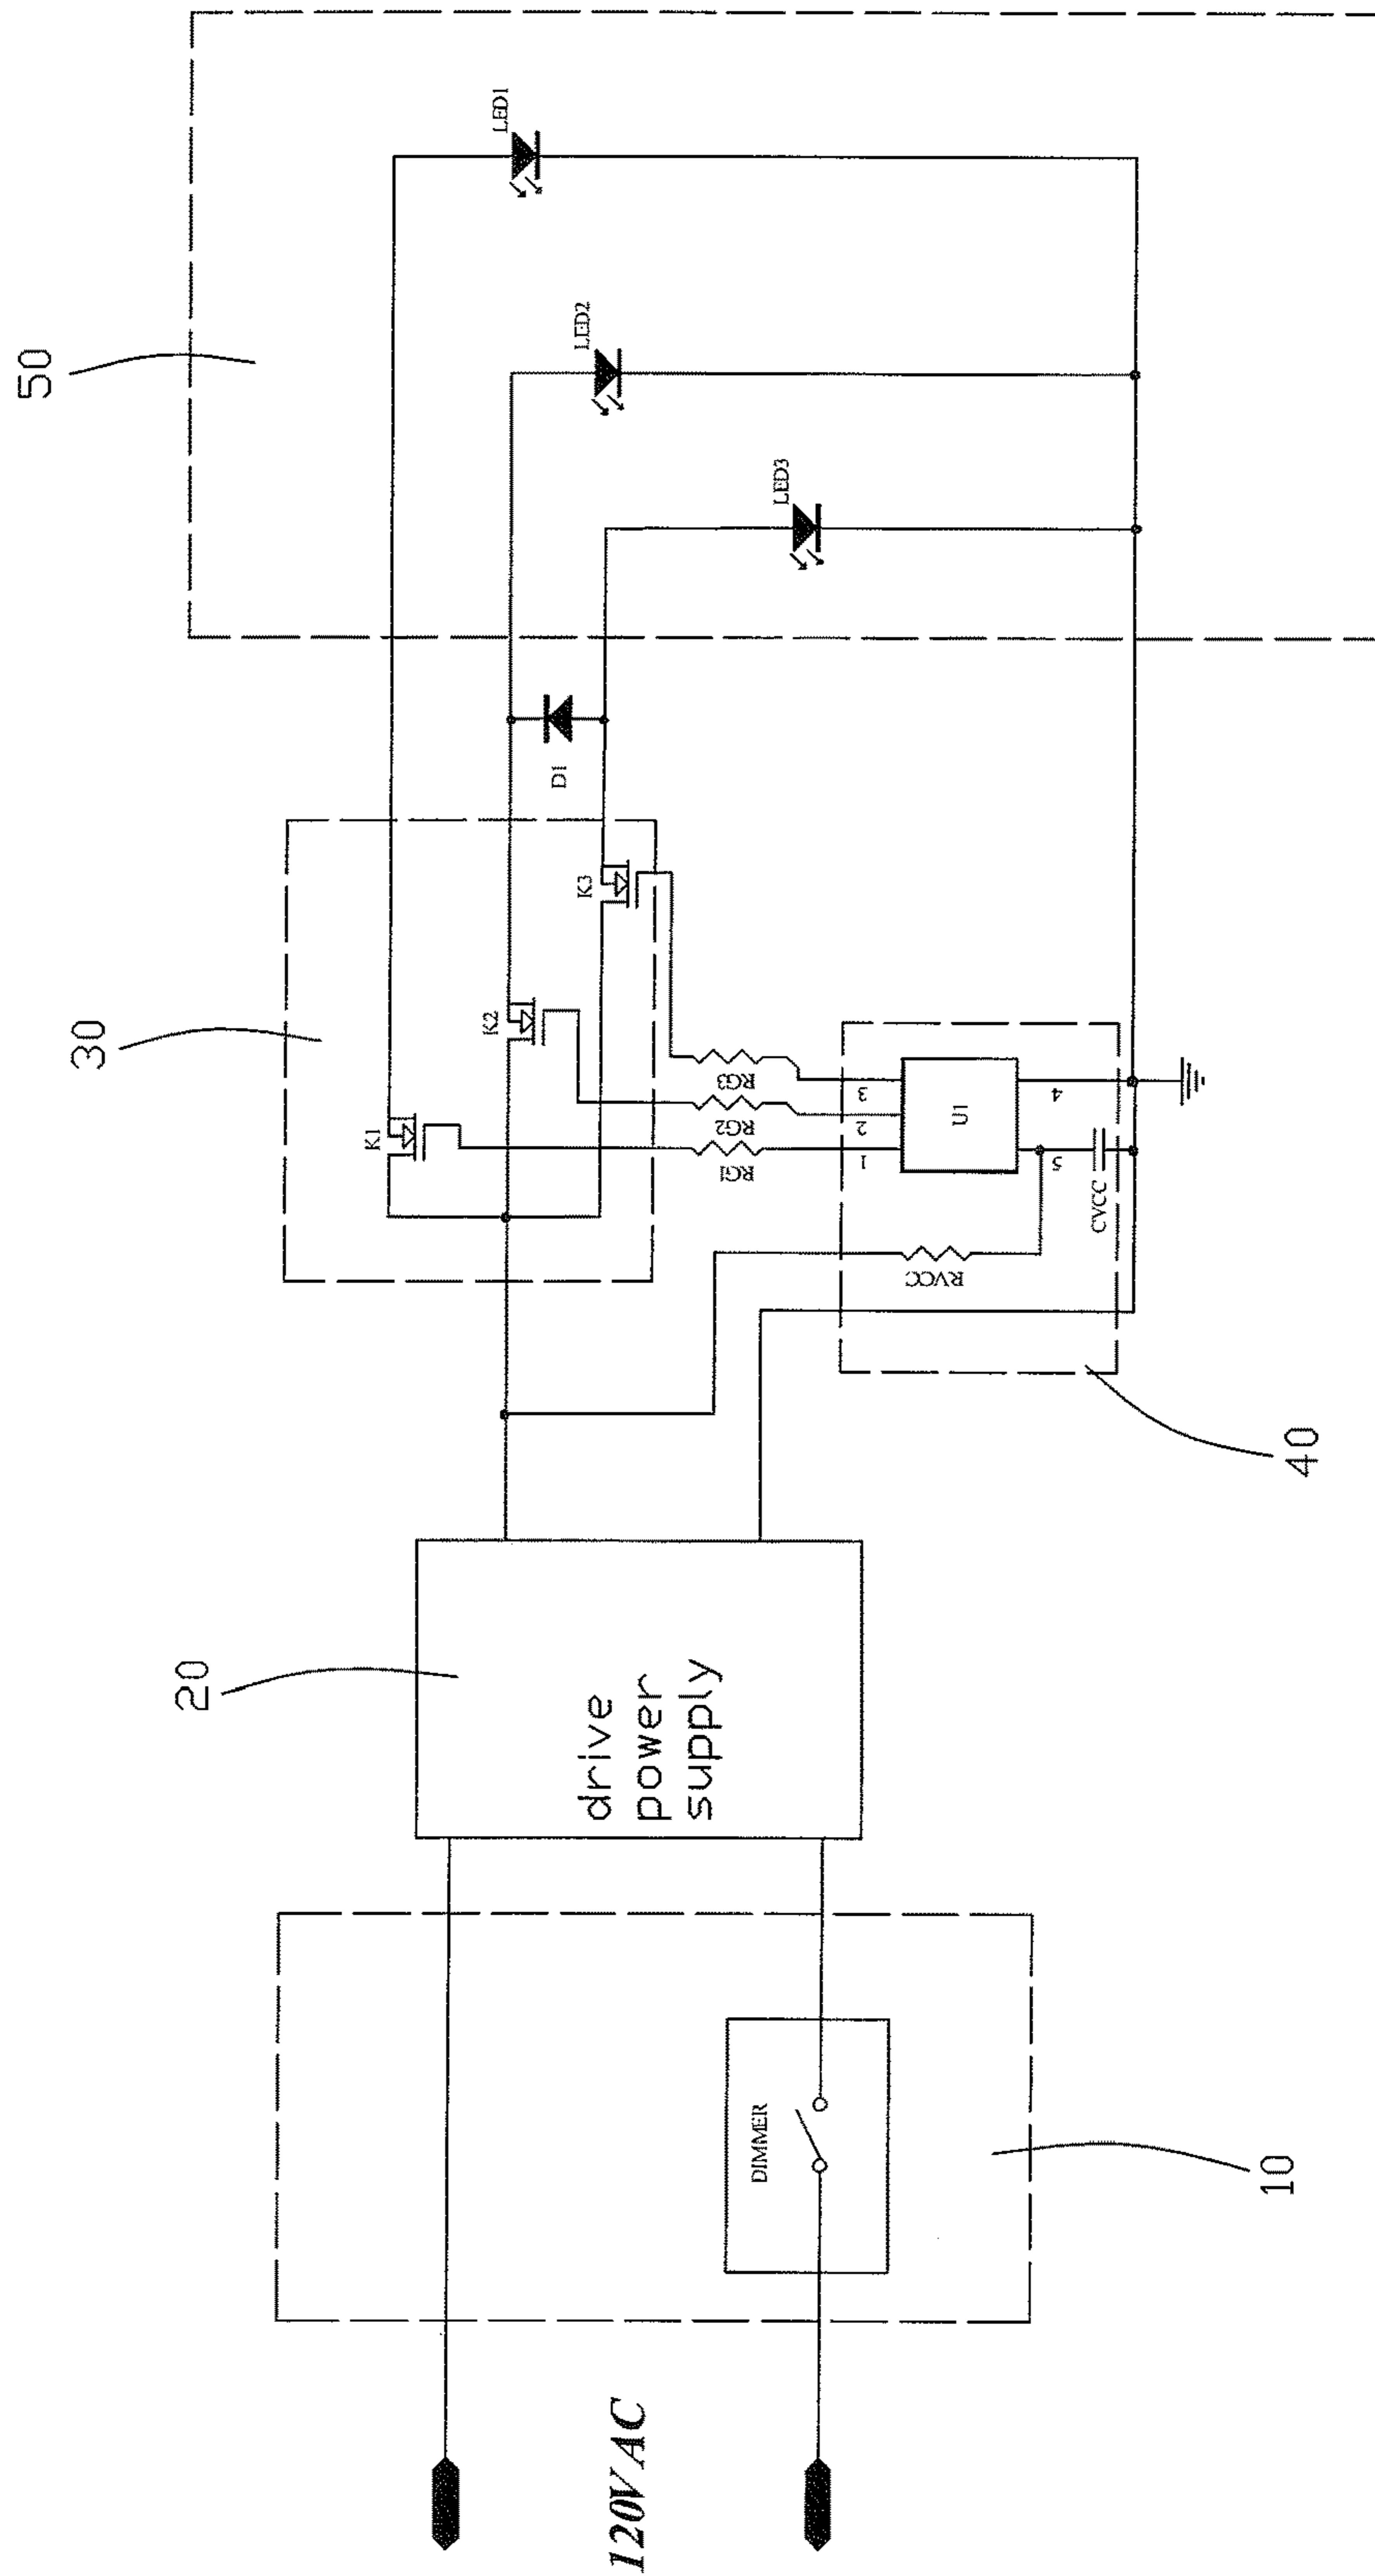 50
LED1
LED2
LED3
D1
30
K1
K2
K3
RG1
RG2
RG3
1
2
3
U1
5
4
CVCC
RVCC
40
20
drive
power
supply
DIMMER
10
120V AC